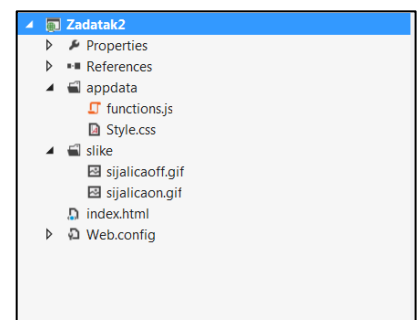 Zadatak2
Properties
References
appdata
functions.js
Style.css
slike
sijalicaoff.gif
sijalicaon.gif
index.html
Web.config